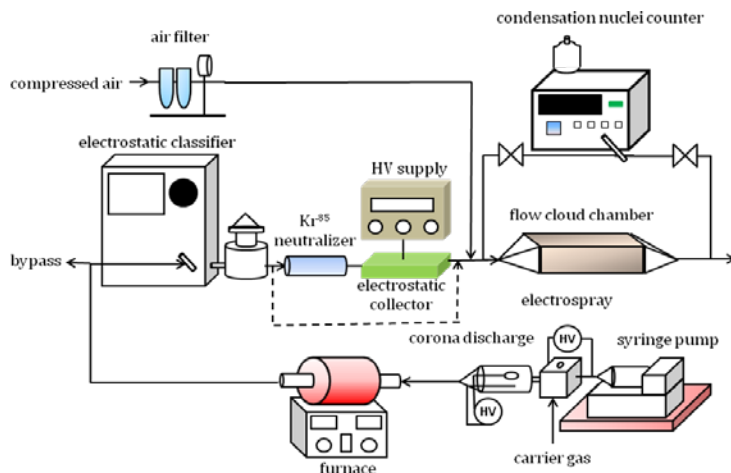 condensation nuclei counter
air filter
compressed air
electrostatic classifier
HV supply
Kr-85
neutralizer
flow cloud chamber
bypass
electrostatic
collector
electrospray
corona discharge
HV
syringe pump
HV
carrier gas
furnace